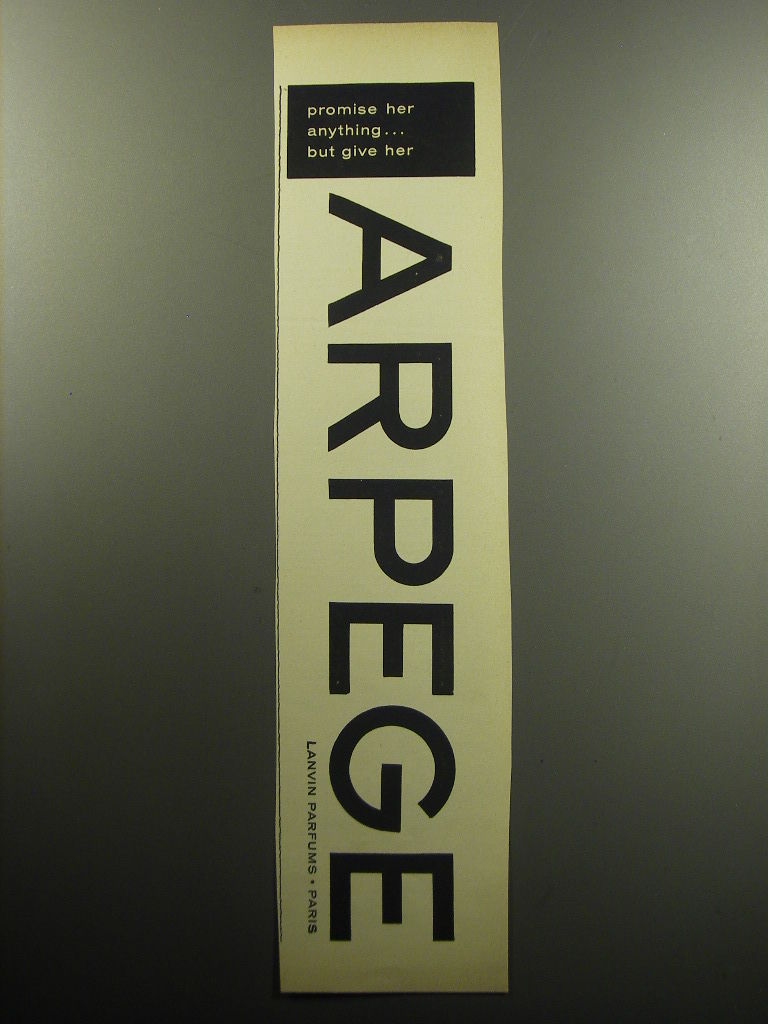 promise her
anything...
but give her
ARPEGE
LANVIN PARFUMS • PARIS